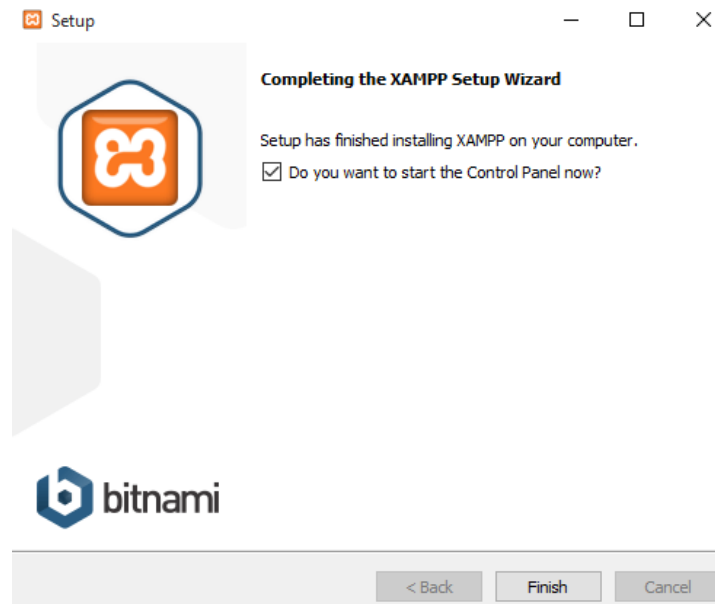 Setup
Completing the XAMPP Setup Wizard
Setup has finished installing XAMPP on your computer.
Do you want to start the Control Panel now?
bitnami
< Back Finish Cancel